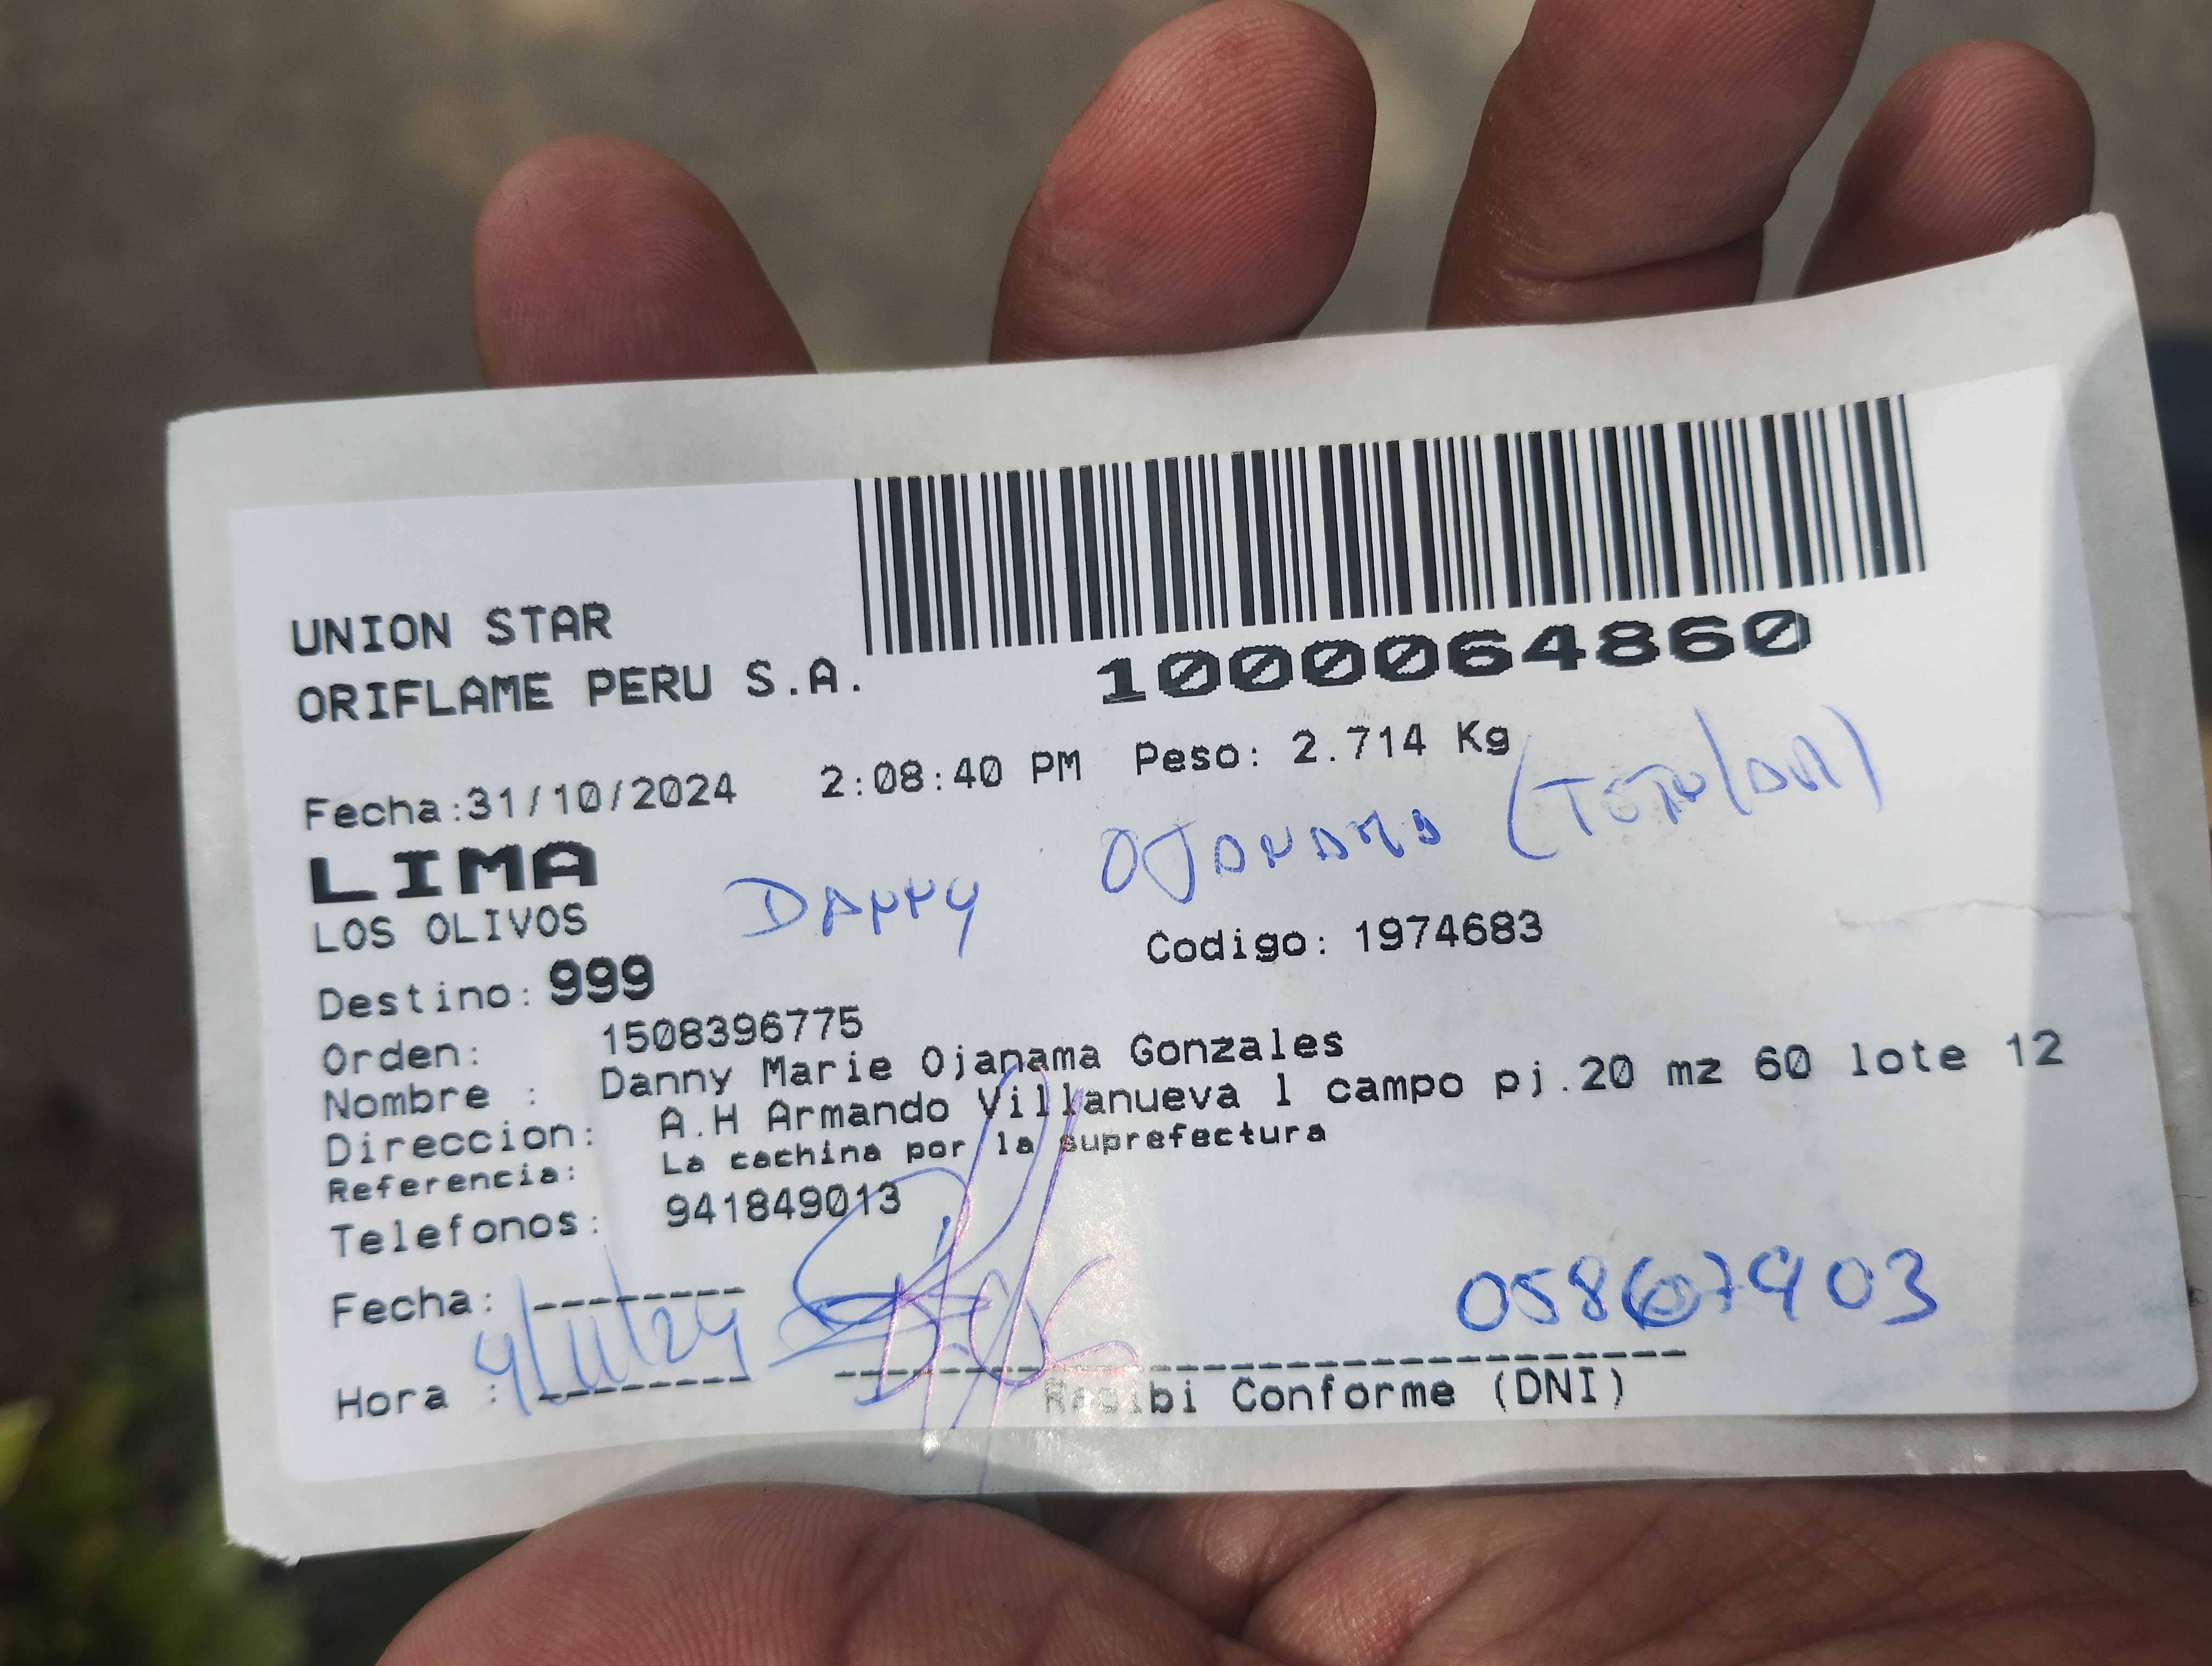 UNION STAR
ORIFLAME PERU S.A.
1000064860
Fecha:31/10/2024 2:08:40 PM Peso: 2.714 Kg
LIMA
DANNY OJANAMA
LOS OLIVOS
Codigo: 1974683
Destino: 999
Orden: 1508396775
Nombre : Danny Marie Ojanama Gonzales
Direccion: A.H Armando Villanueva 1 campo pj.20 mz 60 lote 12
Referencia: La cachina por la suprefectura
Telefonos: 941849013
Fecha: 4/11/24
05867903
Hora :
Recibi Conforme (DNI)